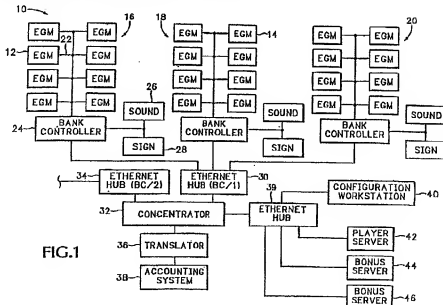 10
16
18
20
EGM EGM EGM EGM EGM EGM
12
22
14
EGM EGM EGM EGM EGM EGM
EGM EGM EGM EGM EGM EGM
EGM EGM EGM EGM EGM EGM
26
SOUND SOUND SOUND
24
BANK CONTROLLER
BANK CONTROLLER
BANK CONTROLLER
SIGN SIGN SIGN
28
34
ETHERNET HUB (BC/2)
ETHERNET HUB (BC/1)
30
39
CONFIGURATION WORKSTATION
40
32
CONCENTRATOR
ETHERNET HUB
36
TRANSLATOR
PLAYER SERVER
42
38
ACCOUNTING SYSTEM
BONUS SERVER
44
BONUS SERVER
46
FIG.1